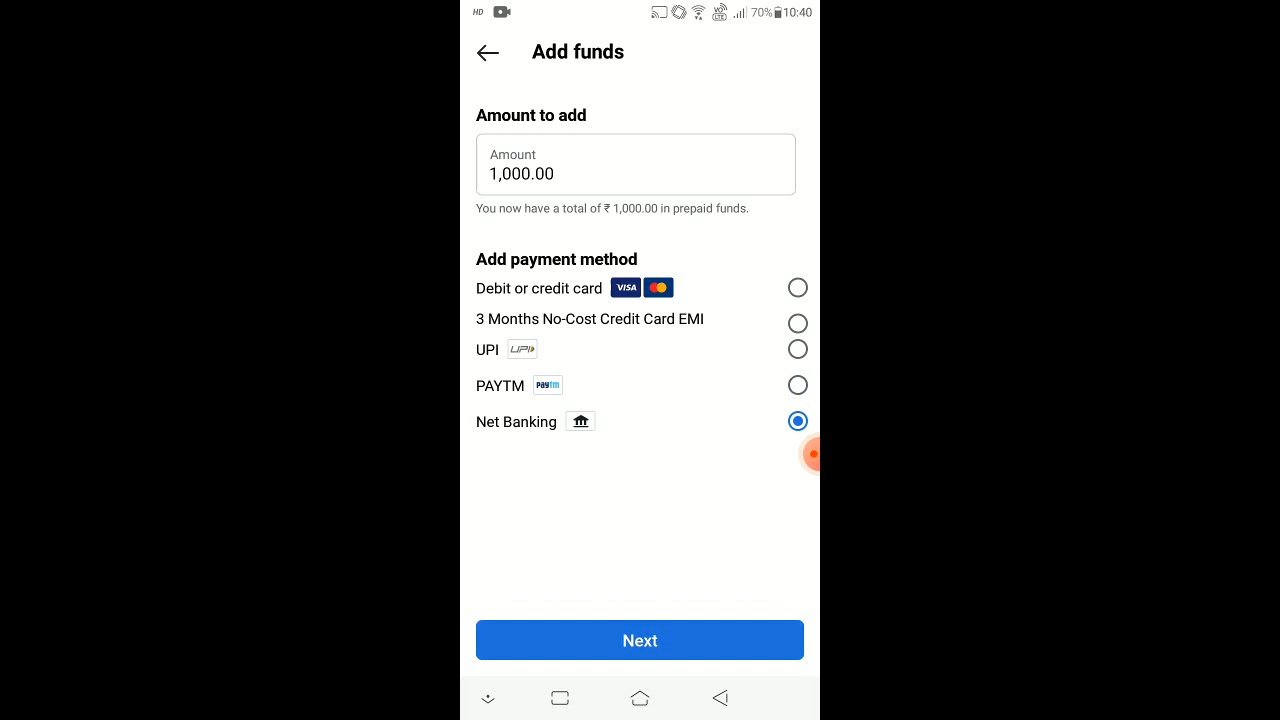 HD VO LTE 70% 10:40
Add funds
Amount to add
Amount
1,000.00
You now have a total of ₹ 1,000.00 in prepaid funds.
Add payment method
Debit or credit card VISA
3 Months No-Cost Credit Card EMI
UPI UPI
PAYTM paytm
Net Banking
Next